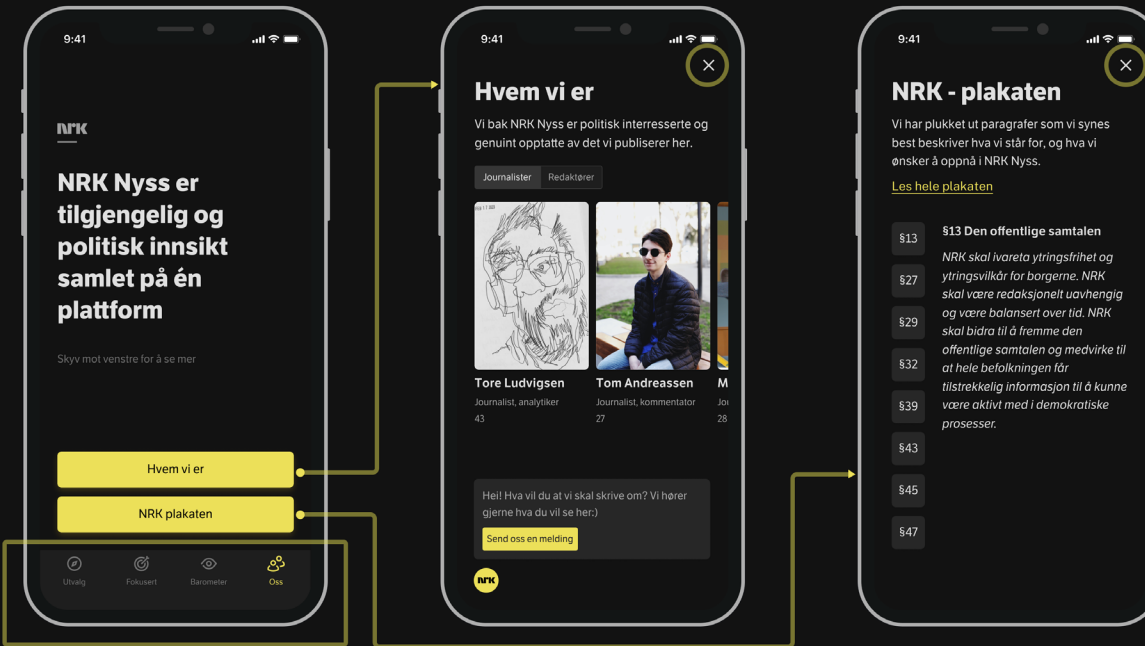 9:41
NRK
NRK Nyss er
tilgjengelig og
politisk innsikt
samlet på én
plattform
Skyv mot venstre for å se mer
Hvem vi er
NRK plakaten
Utvalg
Fokusert
Barometer
Oss
9:41
Hvem vi er
Vi bak NRK Nyss er politisk interresserte og
genuint opptatte av det vi publiserer her.
Journalister
Redaktører
Tore Ludvigsen
Journalist, analytiker
43
Tom Andreassen
Journalist, kommentator
27
M
28
Hei! Hva vil du at vi skal skrive om? Vi hører
gjerne hva du vil se her:)
Send oss en melding
NRK
9:41
NRK - plakaten
Vi har plukket ut paragrafer som vi synes
best beskriver hva vi står for, og hva vi
ønsker å oppnå i NRK Nyss.
Les hele plakaten
§13
§27
§29
§32
§39
§43
§45
§47
§13 Den offentlige samtalen
NRK skal ivareta ytringsfrihet og
ytringsvilkår for borgerne. NRK
skal være redaksjonelt uavhengig
og være balansert over tid. NRK
skal bidra til å fremme den
offentlige samtalen og medvirke til
at hele befolkningen får
tilstrekkelig informasjon til å kunne
være aktivt med i demokratiske
prosesser.